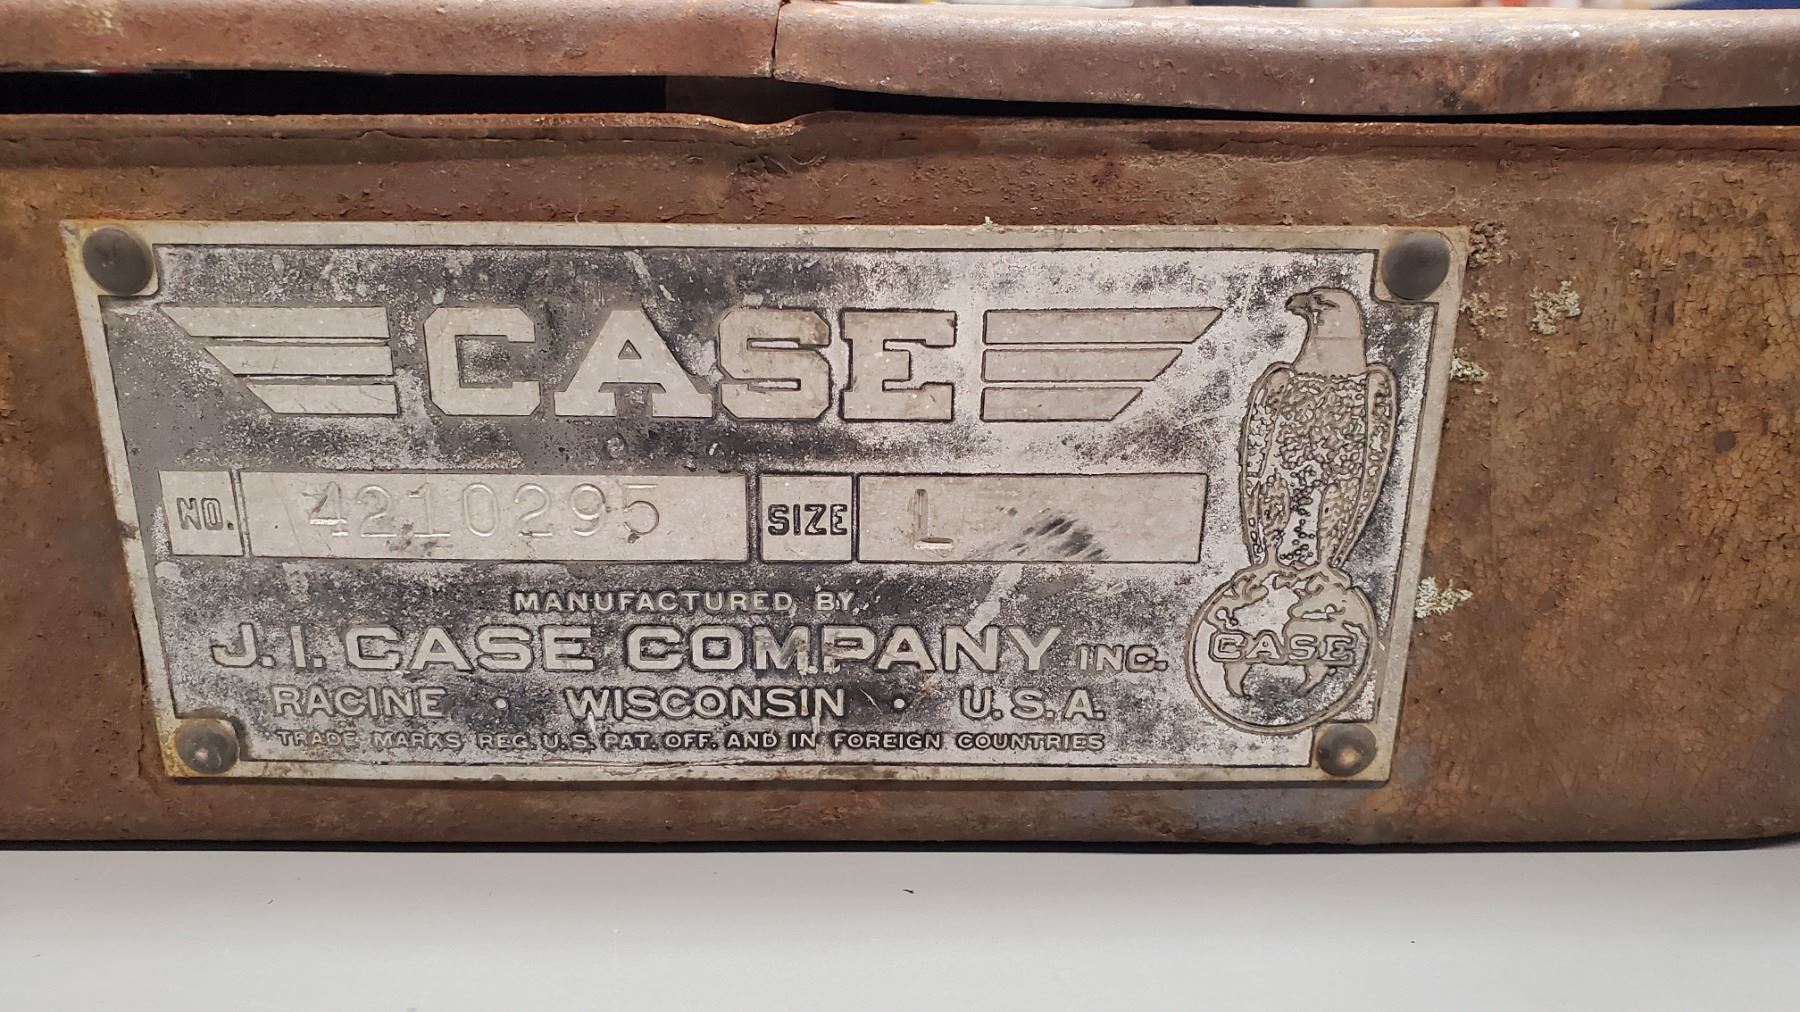 CASE
NO. 4210295 SIZE L
MANUFACTURED BY
J.I. CASE COMPANY INC.
RACINE · WISCONSIN · U.S.A.
TRADE MARKS REG. U.S. PAT. OFF. AND IN FOREIGN COUNTRIES
CASE